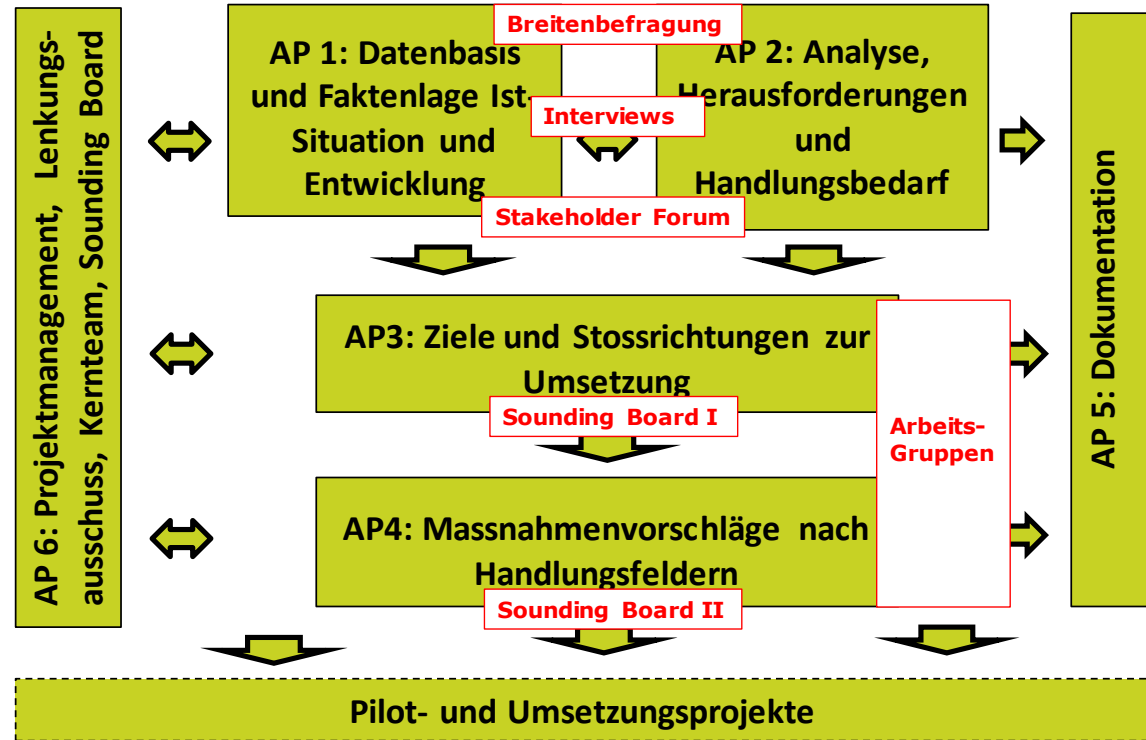 AP 6: Projektmanagement, Lenkungs-
ausschuss, Kernteam, Sounding Board
Breitenbefragung
AP 1: Datenbasis
und Faktenlage Ist-
Situation und
Entwicklung
Interviews
AP 2: Analyse,
Herausforderungen
und
Handlungsbedarf
Stakeholder Forum
AP3: Ziele und Stossrichtungen zur
Umsetzung
Sounding Board I
Arbeits-
Gruppen
AP4: Massnahmenvorschläge nach
Handlungsfeldern
Sounding Board II
AP 5: Dokumentation
Pilot- und Umsetzungsprojekte